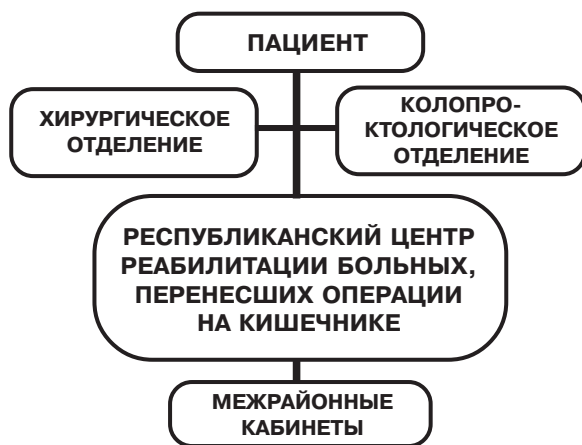 ПАЦИЕНТ
ХИРУРГИЧЕСКОЕ
ОТДЕЛЕНИЕ
КОЛОПРО-
КТОЛОГИЧЕСКОЕ
ОТДЕЛЕНИЕ
РЕСПУБЛИКАНСКИЙ ЦЕНТР
РЕАБИЛИТАЦИИ БОЛЬНЫХ,
ПЕРЕНЕСШИХ ОПЕРАЦИИ
НА КИШЕЧНИКЕ
МЕЖРАЙОННЫЕ
КАБИНЕТЫ